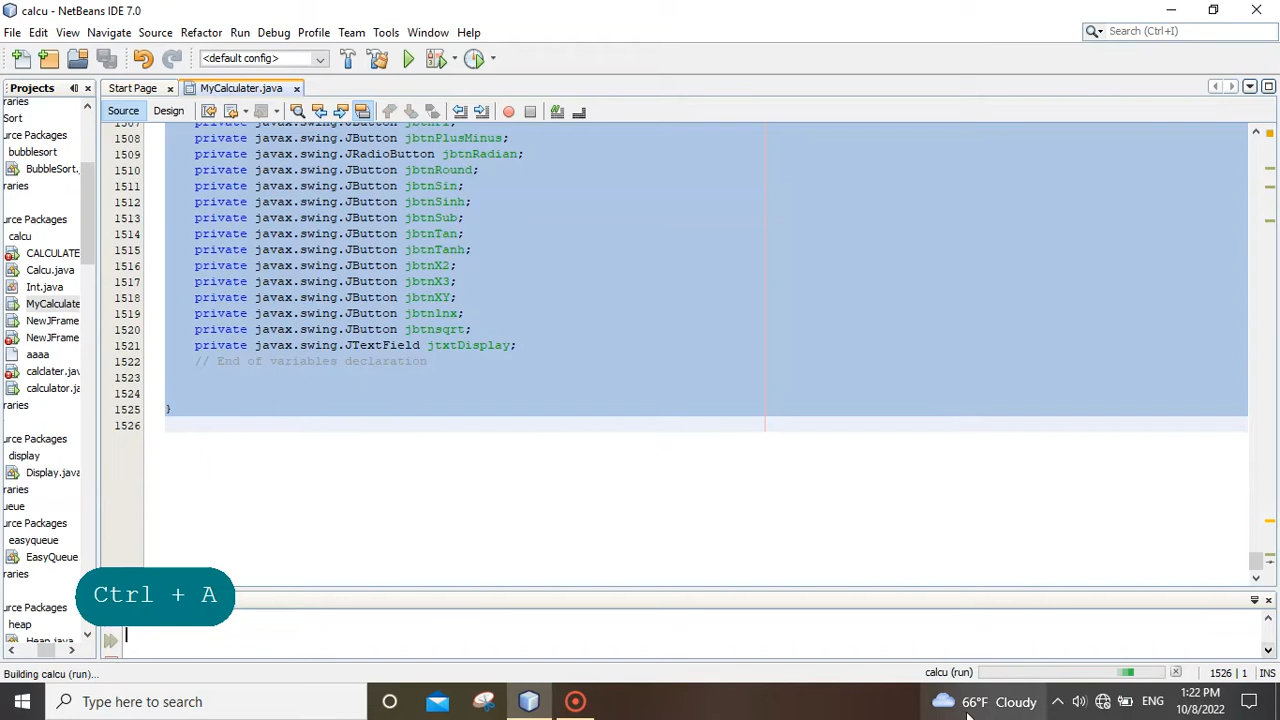 calcu - NetBeans IDE 7.0
File Edit View Navigate Source Refactor Run Debug Profile Team Tools Window Help
Search (Ctrl+I)
<default config>
Projects
Start Page
MyCalculater.java
Source Design
raries
Sort
urce Packages
bubblesort
BubbleSort.
raries
urce Packages
calcu
CALCULATE
Calcu.java
Int.java
MyCalculate
NewJFrame
NewJFrame
aaaa
calclater.java
calculator.ja
raries
urce Packages
display
Display.java
raries
ueue
urce Packages
easyqueue
EasyQueue
raries
urce Packages
heap
Heap.java
1508 private javax.swing.JButton jbtnPlusMinus;
1509 private javax.swing.JRadioButton jbtnRadian;
1510 private javax.swing.JButton jbtnRound;
1511 private javax.swing.JButton jbtnSin;
1512 private javax.swing.JButton jbtnSinh;
1513 private javax.swing.JButton jbtnSub;
1514 private javax.swing.JButton jbtnTan;
1515 private javax.swing.JButton jbtnTanh;
1516 private javax.swing.JButton jbtnX2;
1517 private javax.swing.JButton jbtnX3;
1518 private javax.swing.JButton jbtnXY;
1519 private javax.swing.JButton jbtnlnx;
1520 private javax.swing.JButton jbtnsqrt;
1521 private javax.swing.JTextField jtxtDisplay;
1522 // End of variables declaration
1523
1524
1525 }
1526
Ctrl + A
Building calcu (run)...
calcu (run)
1526 | 1 INS
Type here to search
66°F Cloudy
ENG
1:22 PM
10/8/2022